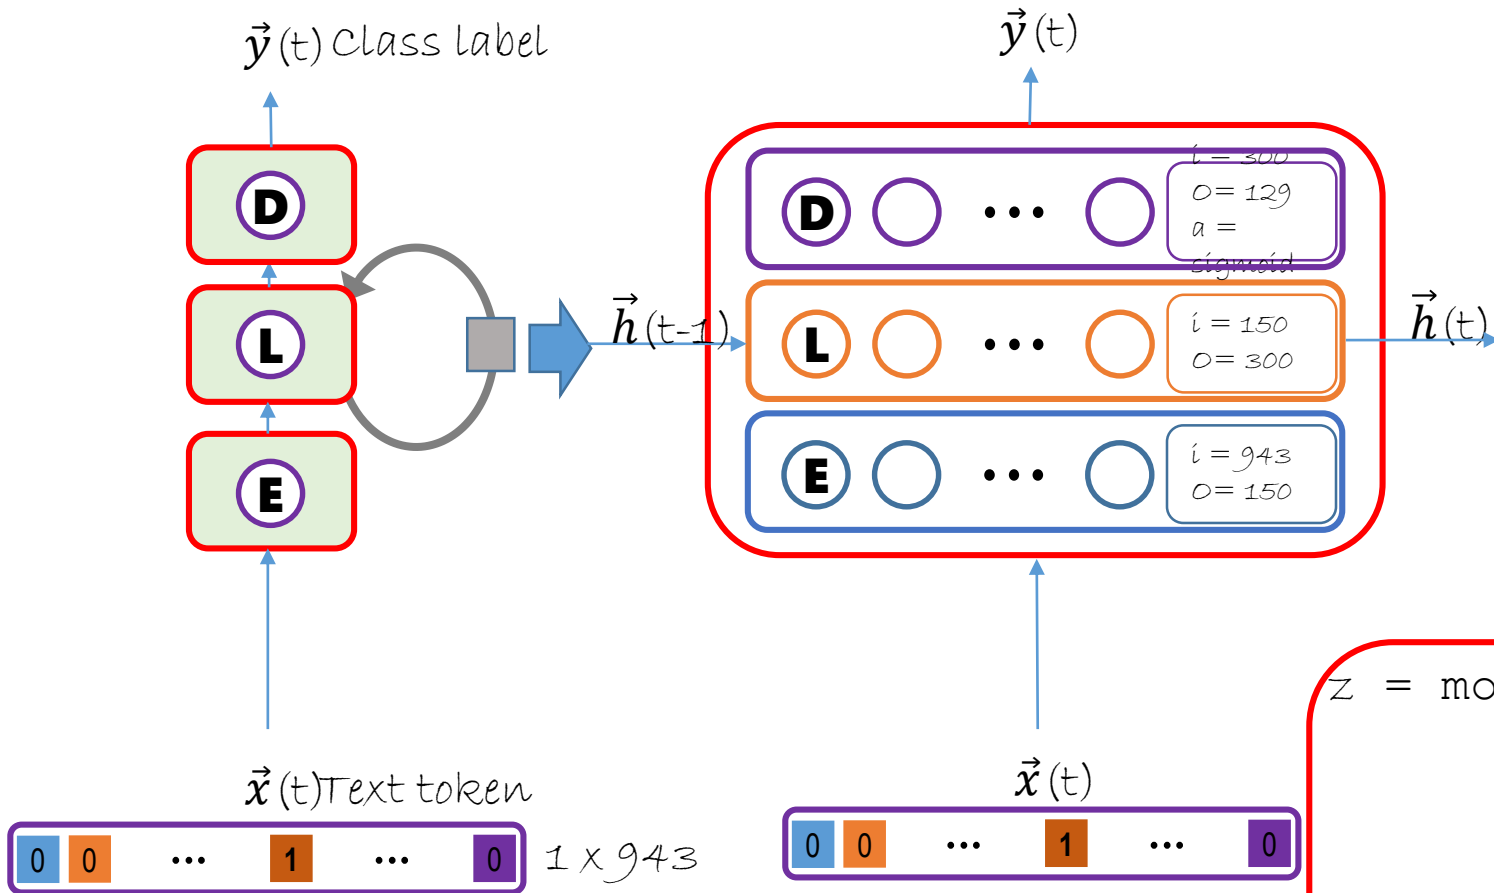 y⃗(t) Class label
D
L
E
x⃗(t) Text token
0 0 ••• 1 ••• 0
1 x 943
y⃗(t)
D ••• i = 300
o = 129
a =
sigmoid
h⃗(t-1)
L ••• i = 150
o = 300
h⃗(t)
E ••• i = 943
o = 150
x⃗(t)
0 0 ••• 1 ••• 0
z = mo